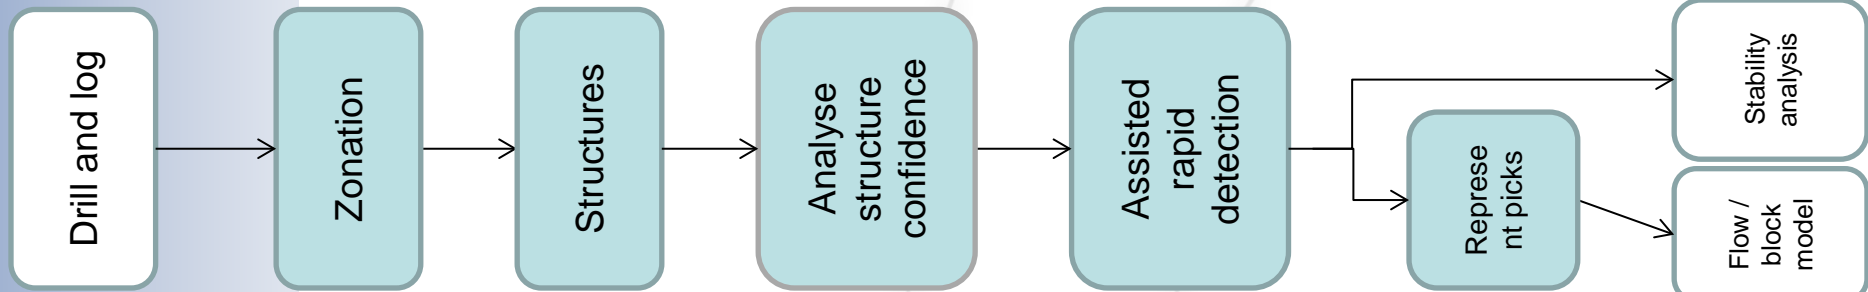 Drill and log
Zonation
Structures
Analyse
structure
confidence
Assisted
rapid
detection
Represe
nt picks
Stability
analysis
Flow /
block
model